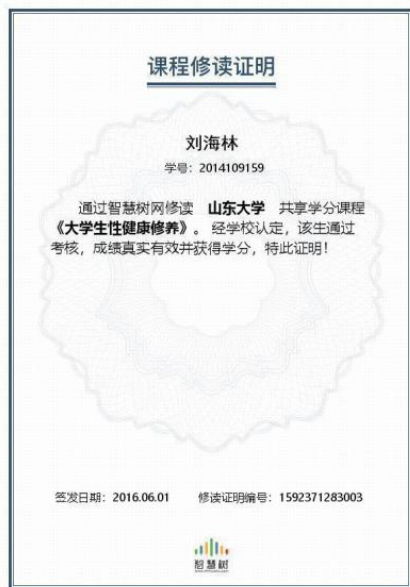 课程修读证明
刘海林
学号：2014109159
通过智慧树网修读 山东大学 共享学分课程
《大学生性健康修养》。经学校认定，该生通过
考核，成绩真实有效并获得学分，特此证明！
签发日期：2016.06.01 修读证明编号：1592371283003
智慧树